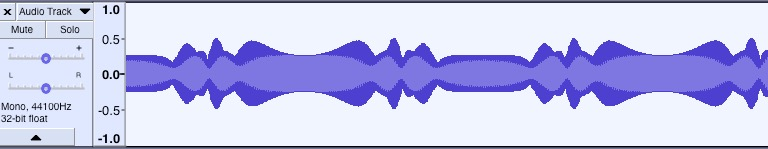 × Audio Track ▼
Mute Solo
- +
L R
Mono, 44100Hz
32-bit float
1.0
0.5
0.0
-0.5
-1.0